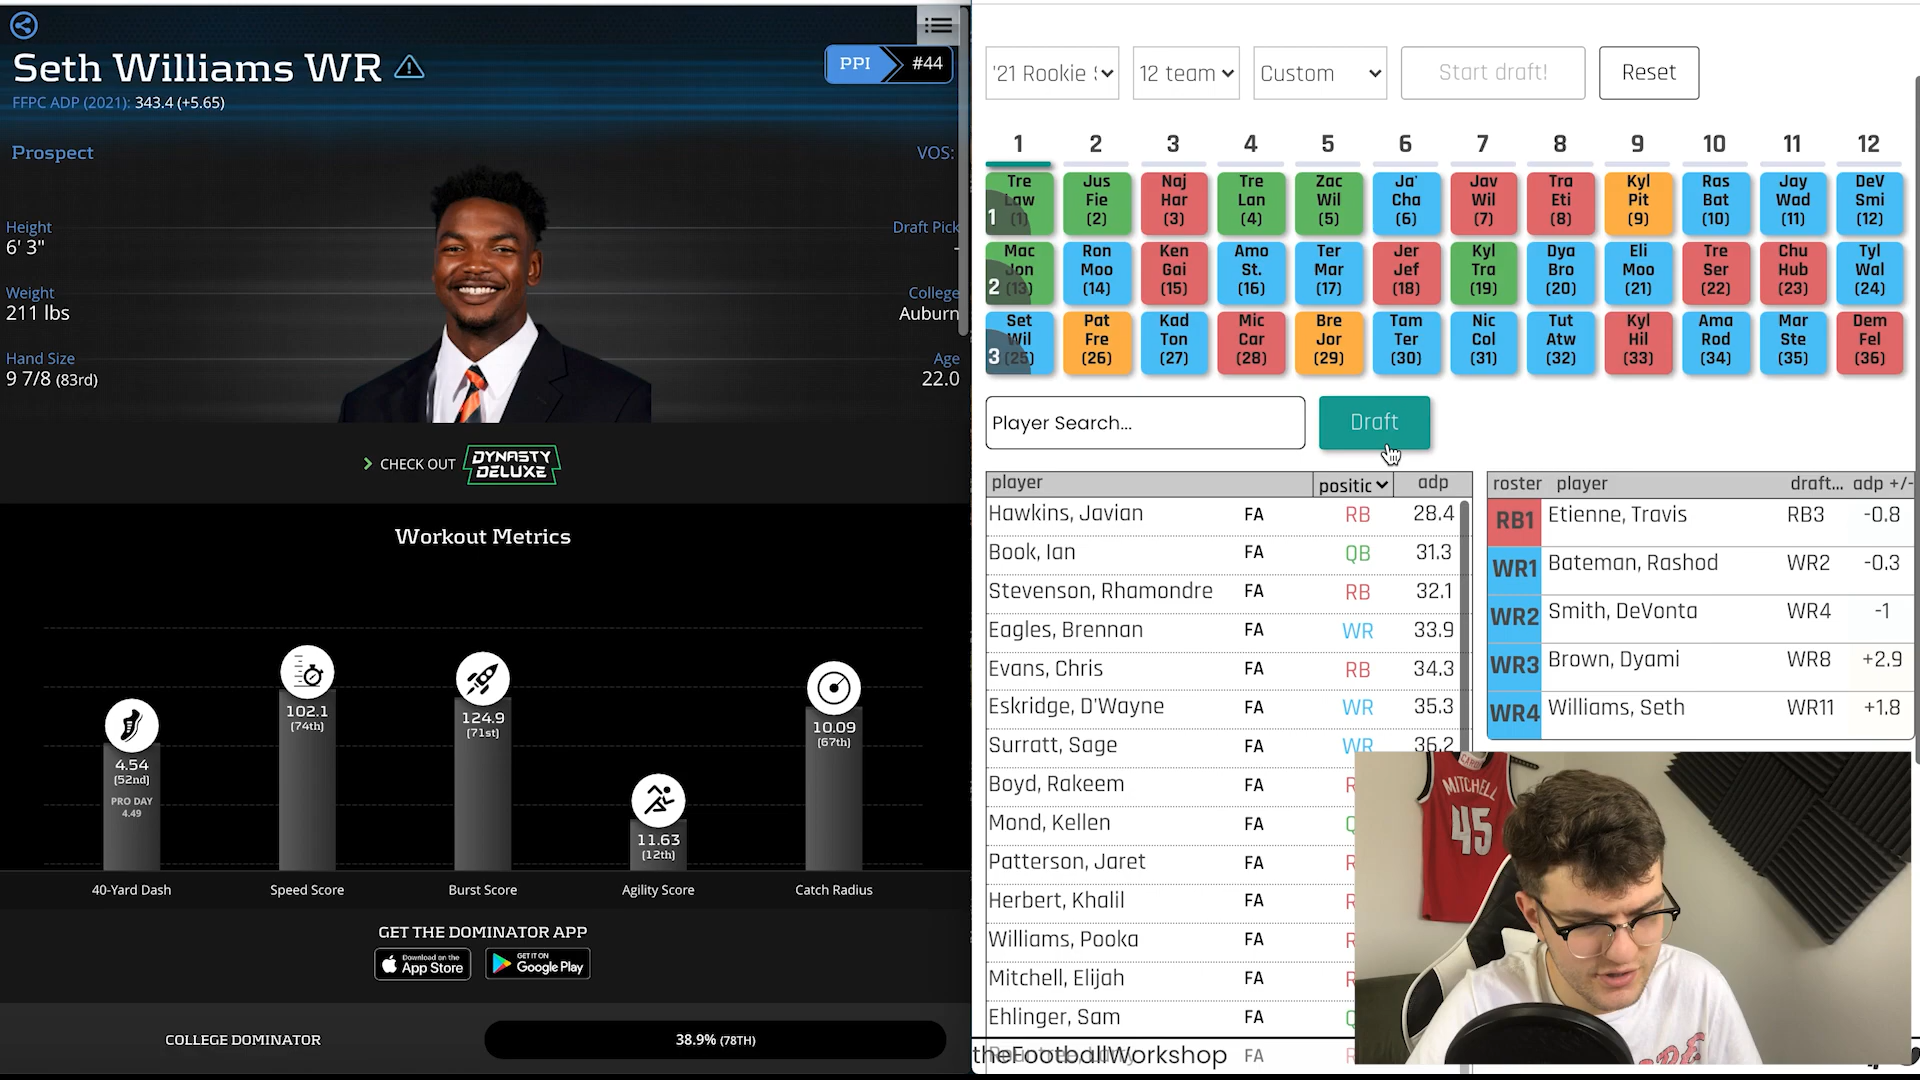 Seth Williams WR
PPI #44
FFPC ADP (2021): 343.4 (+5.65)
Prospect
VOS:
Height
6' 3"
Draft Pick
-
Weight
211 lbs
College
Auburn
Hand Size
9 7/8 (83rd)
Age
22.0
CHECK OUT DYNASTY DELUXE
Workout Metrics
4.54
(52nd)
PRO DAY
4.49
102.1
(74th)
124.9
(71st)
11.63
(12th)
10.09
(67th)
40-Yard Dash
Speed Score
Burst Score
Agility Score
Catch Radius
GET THE DOMINATOR APP
Download on the App Store
GET IT ON Google Play
COLLEGE DOMINATOR
38.9% (78TH)
'21 Rookie
12 team
Custom
Start draft!
Reset
1 2 3 4 5 6 7 8 9 10 11 12
1
Tre Law (1)
Jus Fie (2)
Naj Har (3)
Tre Lan (4)
Zac Wil (5)
Ja' Cha (6)
Jav Wil (7)
Tra Eti (8)
Kyl Pit (9)
Ras Bat (10)
Jay Wad (11)
DeV Smi (12)
2
Mac Jon (13)
Ron Moo (14)
Ken Gai (15)
Amo St. (16)
Ter Mar (17)
Jer Jef (18)
Kyl Tra (19)
Dya Bro (20)
Eli Moo (21)
Tre Ser (22)
Chu Hub (23)
Tyl Wal (24)
3
Set Wil (25)
Pat Fre (26)
Kad Ton (27)
Mic Car (28)
Bre Jor (29)
Tam Ter (30)
Nic Col (31)
Tut Atw (32)
Kyl Hil (33)
Ama Rod (34)
Mar Ste (35)
Dem Fel (36)
Player Search...
Draft
player positic adp
Hawkins, Javian FA RB 28.4
Book, Ian FA QB 31.3
Stevenson, Rhamondre FA RB 32.1
Eagles, Brennan FA WR 33.9
Evans, Chris FA RB 34.3
Eskridge, D'Wayne FA WR 35.3
Surratt, Sage FA WR 36.2
Boyd, Rakeem FA
Mond, Kellen FA
Patterson, Jaret FA
Herbert, Khalil FA
Williams, Pooka FA
Mitchell, Elijah FA
Ehlinger, Sam FA
FA
theFootballWorkshop
roster player draft... adp +/-
RB1 Etienne, Travis RB3 -0.8
WR1 Bateman, Rashod WR2 -0.3
WR2 Smith, DeVonta WR4 -1
WR3 Brown, Dyami WR8 +2.9
WR4 Williams, Seth WR11 +1.8
MITCHELL
45